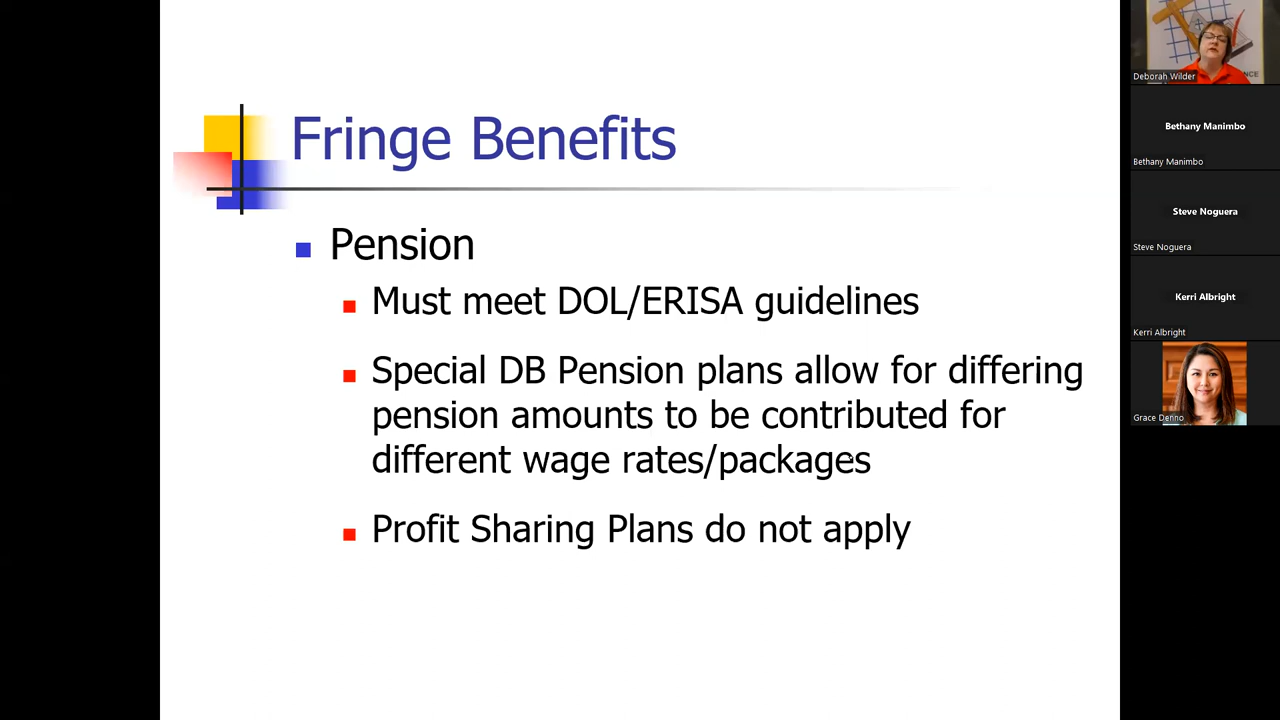 Fringe Benefits
Pension
Must meet DOL/ERISA guidelines
Special DB Pension plans allow for differing
pension amounts to be contributed for
different wage rates/packages
Profit Sharing Plans do not apply
Deborah Wilder
Bethany Manimbo
Bethany Manimbo
Steve Noguera
Steve Noguera
Kerri Albright
Kerri Albright
Grace Denno